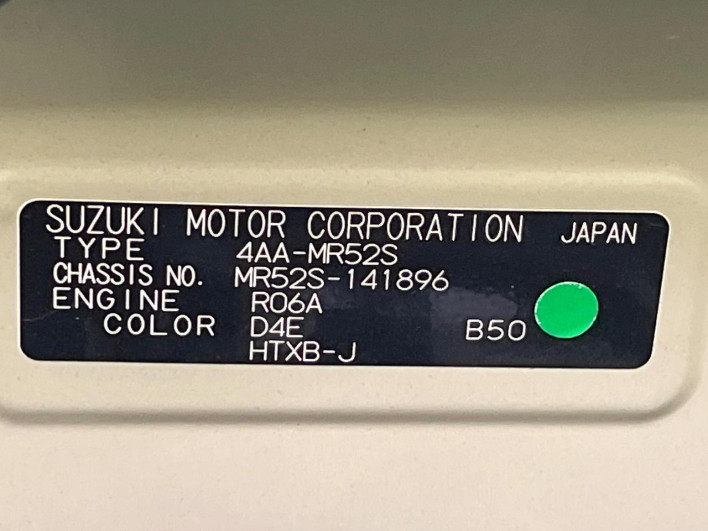 SUZUKI MOTOR CORPORATION JAPAN
TYPE 4AA-MR52S
CHASSIS NO. MR52S-141896
ENGINE R06A
COLOR D4E B50
HTXB-J